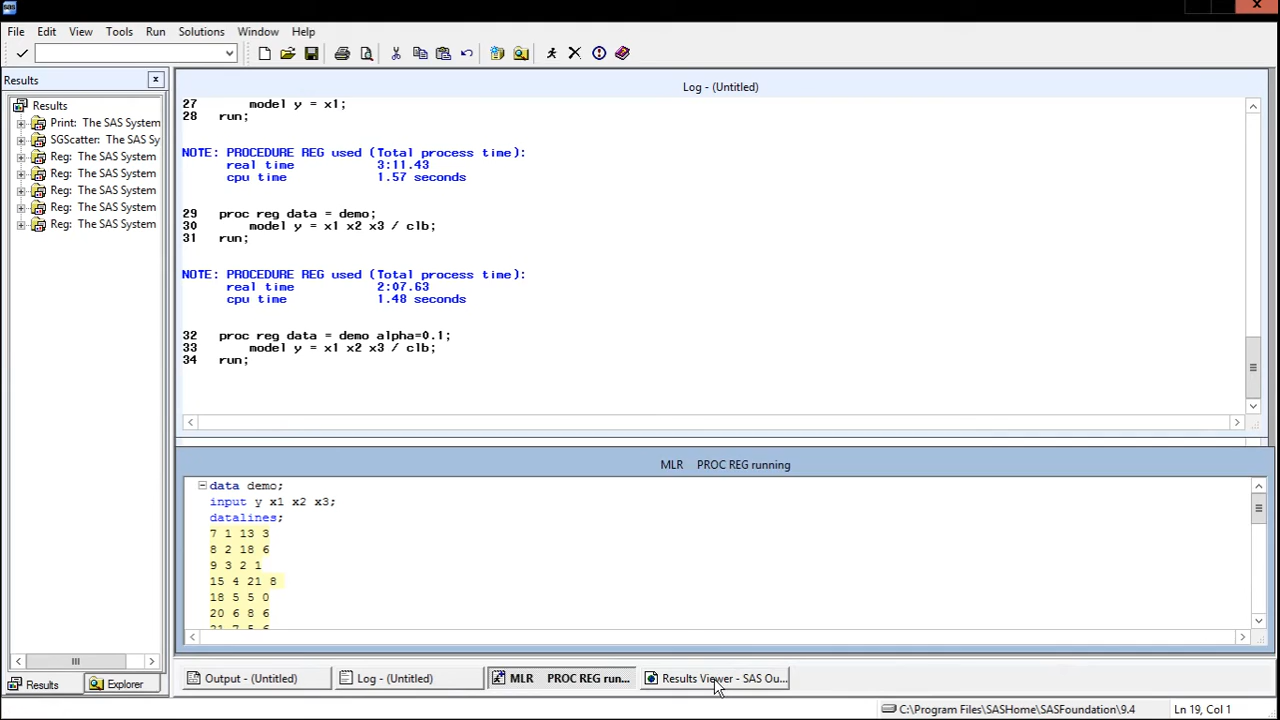 sas
File Edit View Tools Run Solutions Window Help
Results
Results
Print: The SAS System
SGScatter: The SAS Sy
Reg: The SAS System
Reg: The SAS System
Reg: The SAS System
Reg: The SAS System
Reg: The SAS System
Log - (Untitled)
27 model y = x1;
28 run;
NOTE: PROCEDURE REG used (Total process time):
real time 3:11.43
cpu time 1.57 seconds
29 proc reg data = demo;
30 model y = x1 x2 x3 / clb;
31 run;
NOTE: PROCEDURE REG used (Total process time):
real time 2:07.63
cpu time 1.48 seconds
32 proc reg data = demo alpha=0.1;
33 model y = x1 x2 x3 / clb;
34 run;
MLR PROC REG running
data demo;
input y x1 x2 x3;
datalines;
7 1 13 3
8 2 18 6
9 3 2 1
15 4 21 8
18 5 5 0
20 6 8 6
21 7 5 6
Results Explorer
Output - (Untitled) Log - (Untitled) MLR PROC REG run... Results Viewer - SAS Ou...
C:\Program Files\SASHome\SASFoundation\9.4 Ln 19, Col 1